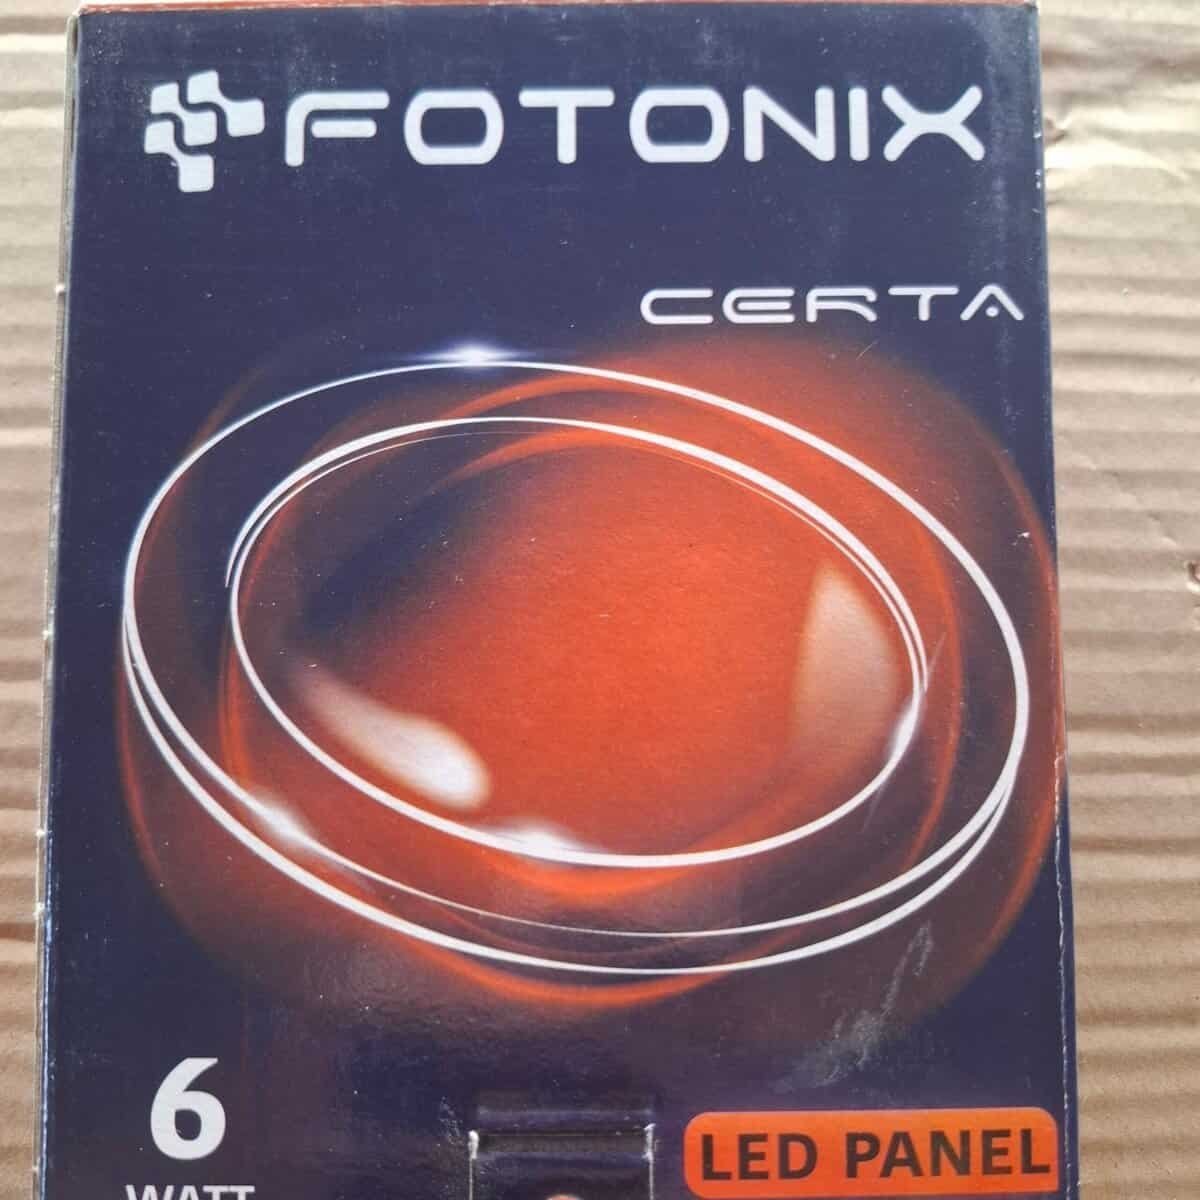 FOTONIX
CERTA
6
WATT
LED PANEL